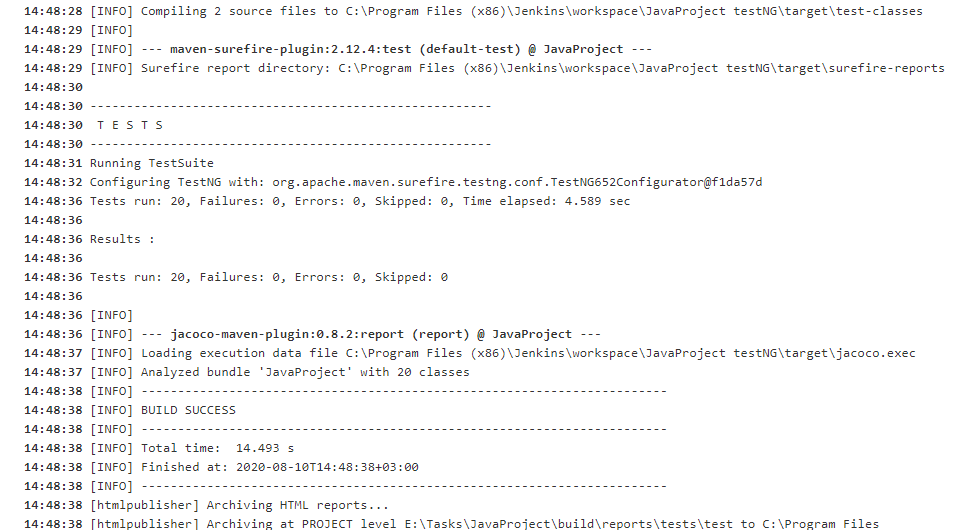 14:48:28 [INFO] Compiling 2 source files to C:\Program Files (x86)\Jenkins\workspace\JavaProject testNG\target\test-classes
14:48:29 [INFO]
14:48:29 [INFO] --- maven-surefire-plugin:2.12.4:test (default-test) @ JavaProject ---
14:48:29 [INFO] Surefire report directory: C:\Program Files (x86)\Jenkins\workspace\JavaProject testNG\target\surefire-reports
14:48:30
14:48:30 -------------------------------------------------------
14:48:30  T E S T S
14:48:30 -------------------------------------------------------
14:48:31 Running TestSuite
14:48:32 Configuring TestNG with: org.apache.maven.surefire.testng.conf.TestNG652Configurator@f1da57d
14:48:36 Tests run: 20, Failures: 0, Errors: 0, Skipped: 0, Time elapsed: 4.589 sec
14:48:36
14:48:36 Results :
14:48:36
14:48:36 Tests run: 20, Failures: 0, Errors: 0, Skipped: 0
14:48:36
14:48:36 [INFO]
14:48:36 [INFO] --- jacoco-maven-plugin:0.8.2:report (report) @ JavaProject ---
14:48:37 [INFO] Loading execution data file C:\Program Files (x86)\Jenkins\workspace\JavaProject testNG\target\jacoco.exec
14:48:37 [INFO] Analyzed bundle 'JavaProject' with 20 classes
14:48:38 [INFO] ------------------------------------------------------------------------
14:48:38 [INFO] BUILD SUCCESS
14:48:38 [INFO] ------------------------------------------------------------------------
14:48:38 [INFO] Total time:  14.493 s
14:48:38 [INFO] Finished at: 2020-08-10T14:48:38+03:00
14:48:38 [INFO] ------------------------------------------------------------------------
14:48:38 [htmlpublisher] Archiving HTML reports...
14:48:38 [htmlpublisher] Archiving at PROJECT level E:\Tasks\JavaProject\build\reports\tests\test to C:\Program Files